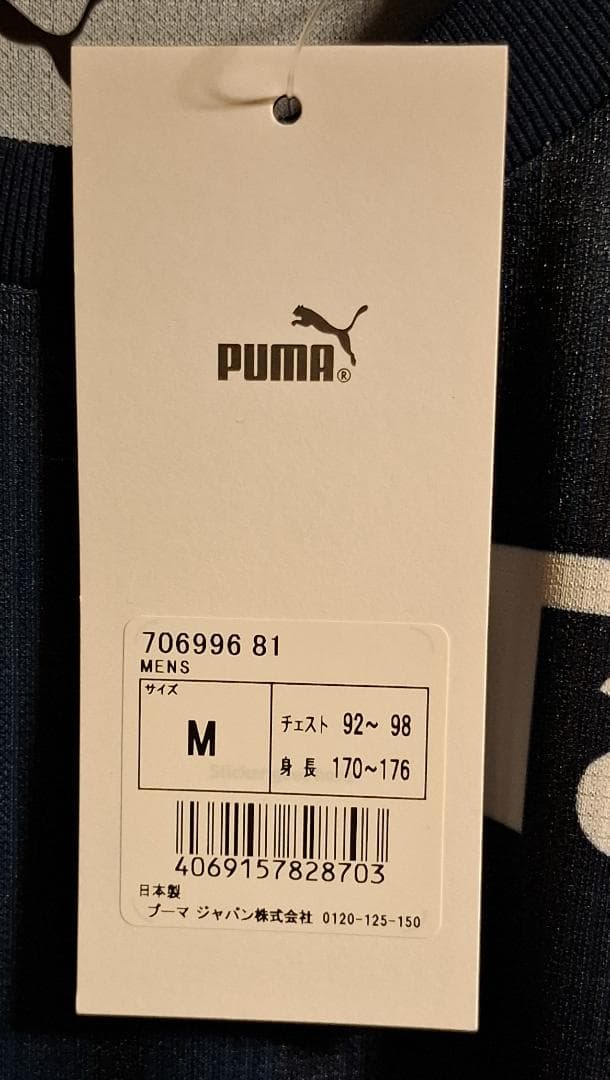 PUMA®
706996 81
MENS
サイズ
M
チェスト 92～ 98
身 長 170～176
4069157828703
日本製
プーマ ジャパン株式会社 0120-125-150